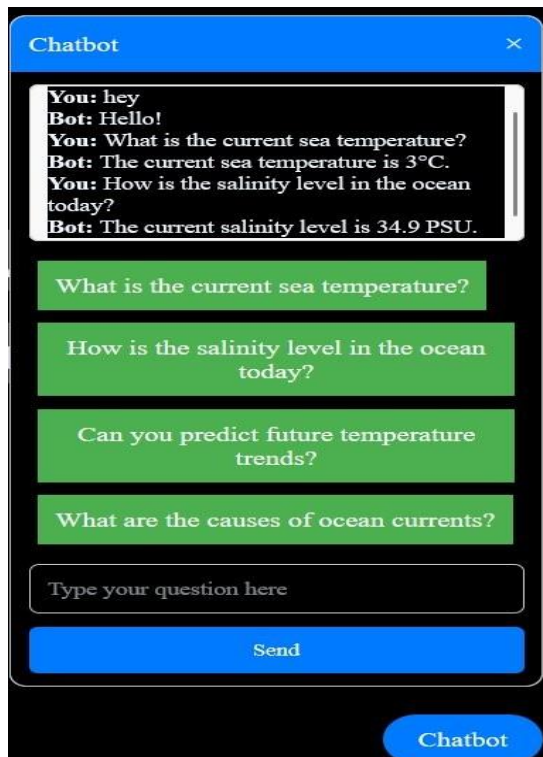 Chatbot ×
You: hey
Bot: Hello!
You: What is the current sea temperature?
Bot: The current sea temperature is 3°C.
You: How is the salinity level in the ocean
today?
Bot: The current salinity level is 34.9 PSU.
What is the current sea temperature?
How is the salinity level in the ocean
today?
Can you predict future temperature
trends?
What are the causes of ocean currents?
Type your question here
Send
Chatbot